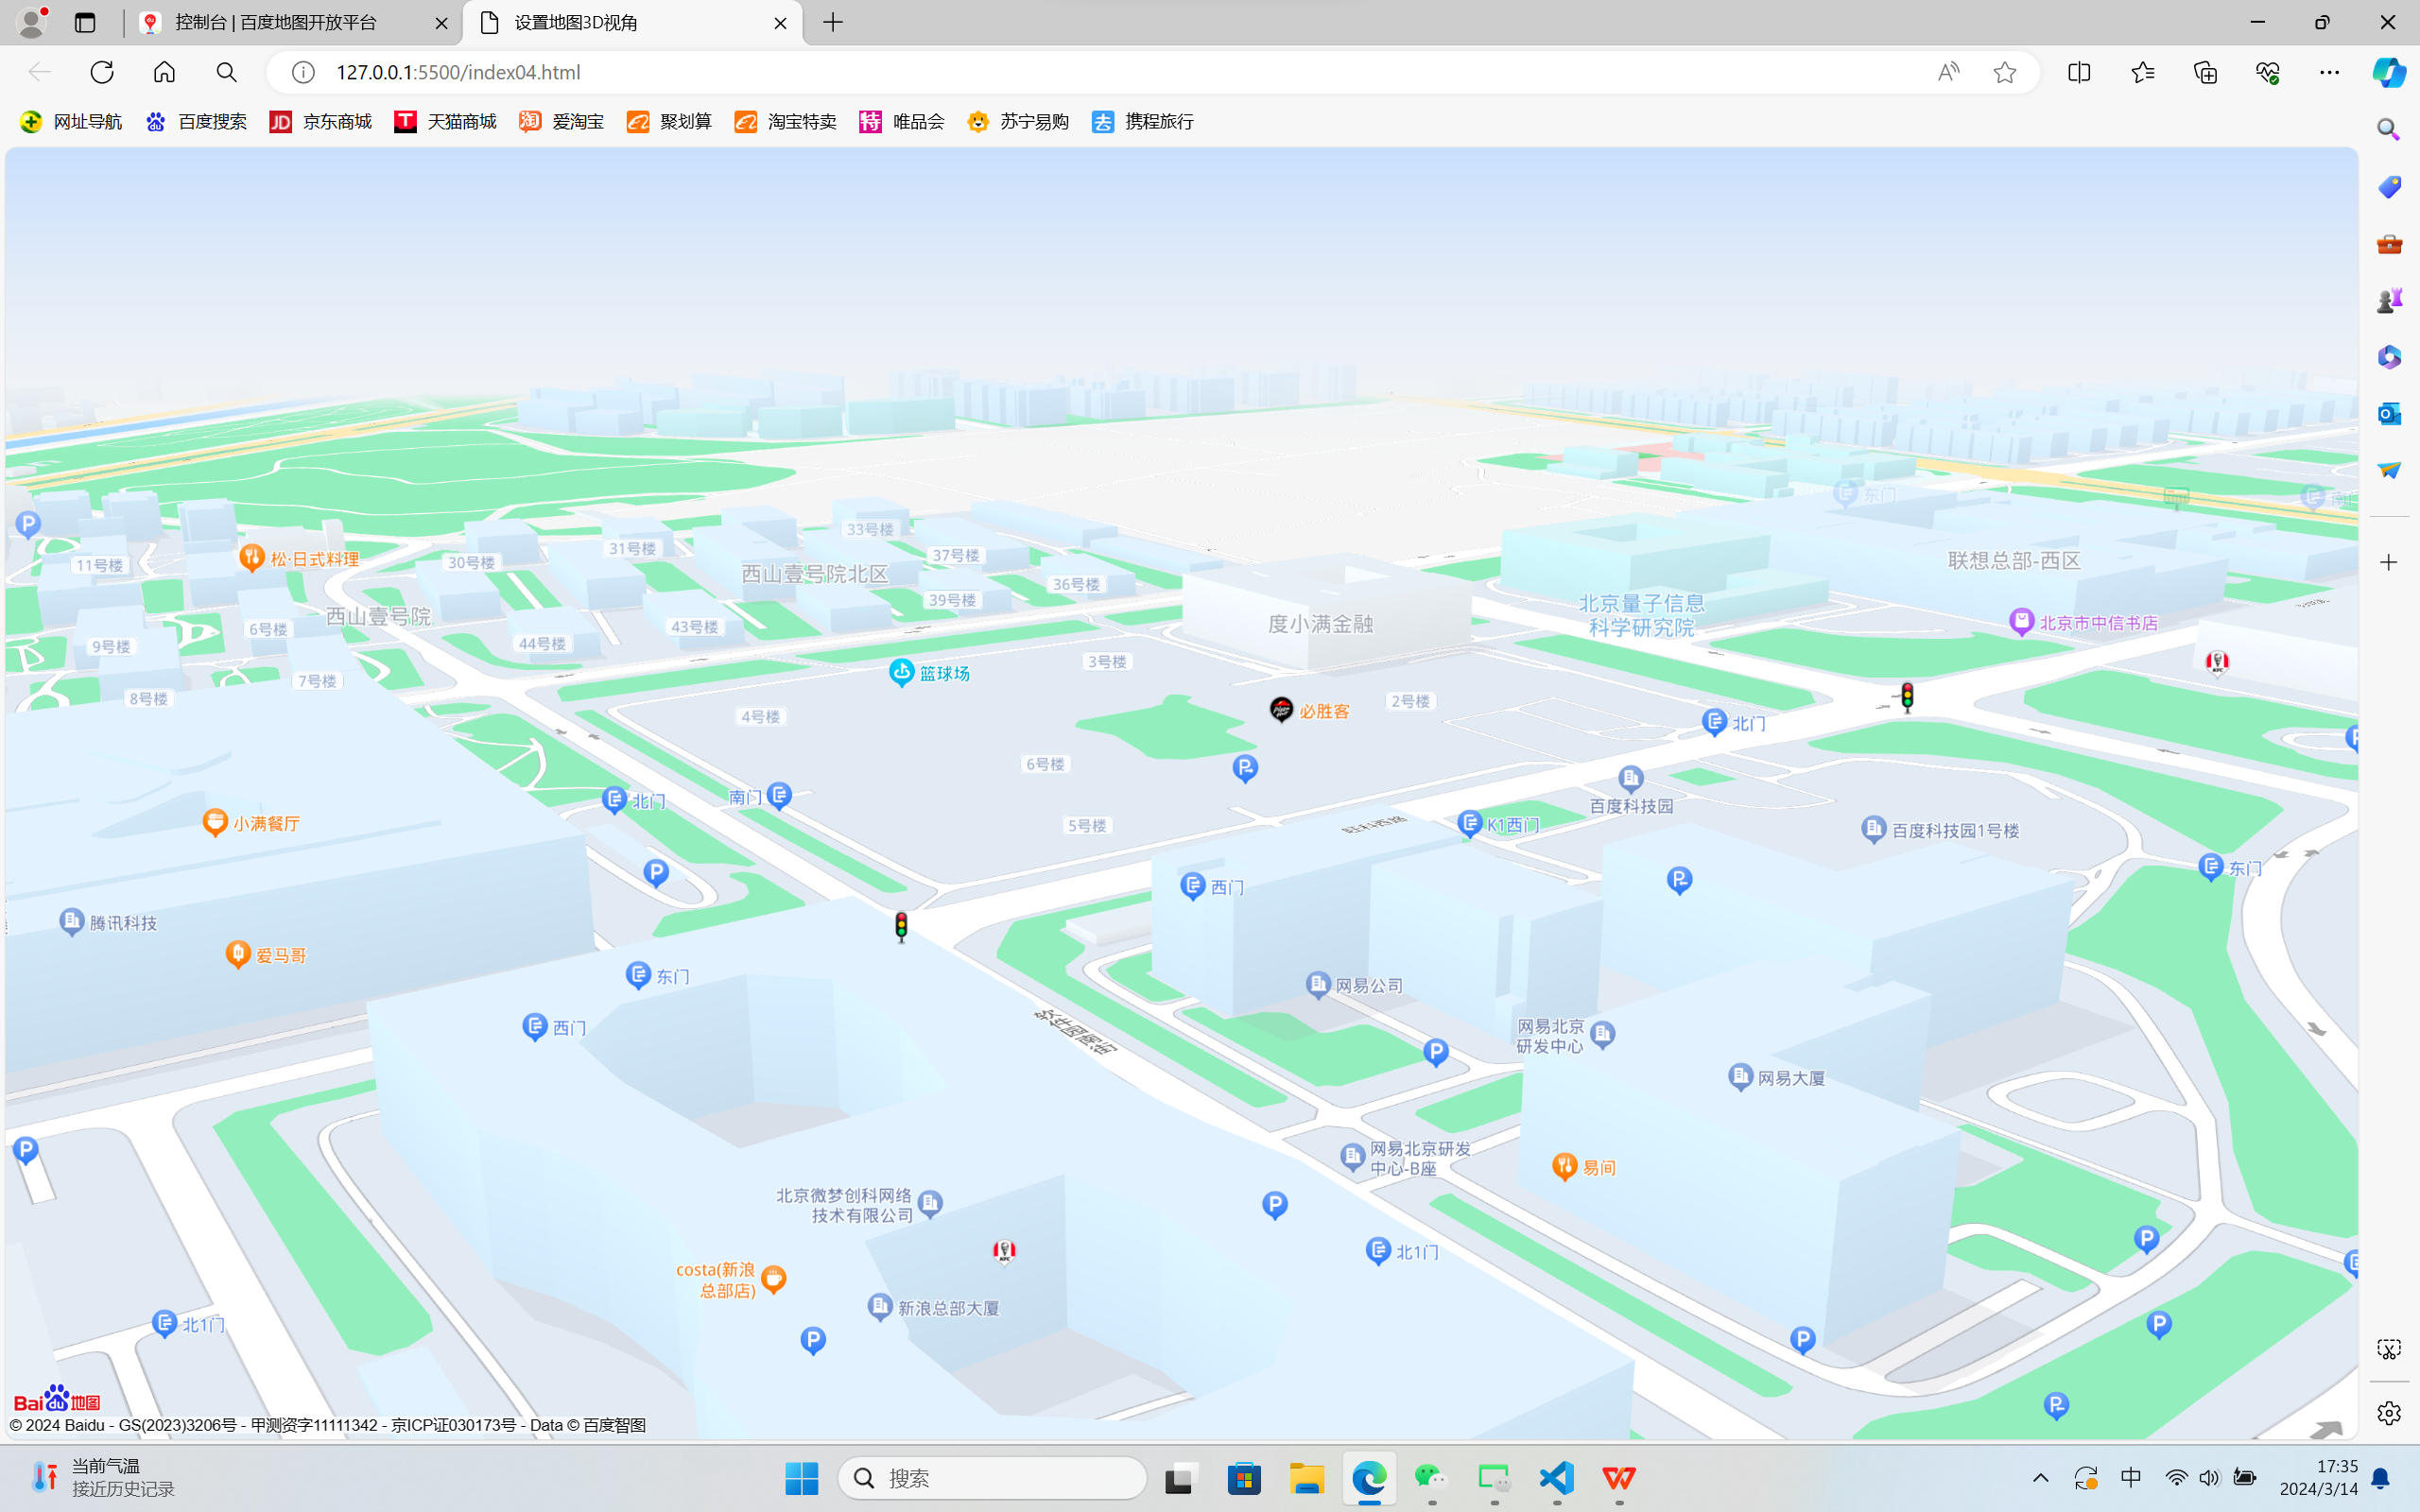 控制台 | 百度地图开放平台
设置地图3D视角
127.0.0.1:5500/index04.html
网址导航
百度搜索
JD 京东商城
T 天猫商城
淘 爱淘宝
聚划算
淘宝特卖
特 唯品会
苏宁易购
去 携程旅行
东门
33号楼
31号楼
37号楼
11号楼
松·日式料理
30号楼
西山壹号院北区
36号楼
联想总部-西区
39号楼
北京量子信息
科学研究院
西山壹号院
度小满金融
北京市中信书店
6号楼
43号楼
9号楼
44号楼
3号楼
篮球场
7号楼
8号楼
2号楼
必胜客
4号楼
北门
6号楼
南门
北门
百度科技园
小满餐厅
5号楼
旺科西路
K1西门
百度科技园1号楼
东门
西门
腾讯科技
爱马哥
东门
网易公司
西门
网易北京
研发中心
网易大厦
网易北京研发
中心-B座
易间
北京微梦创科网络
技术有限公司
北1门
costa(新浪
总部店)
新浪总部大厦
北1门
Bai du 地图
© 2024 Baidu - GS(2023)3206号 - 甲测资字11111342 - 京ICP证030173号 - Data © 百度智图
当前气温
接近历史记录
搜索
中
17:35
2024/3/14